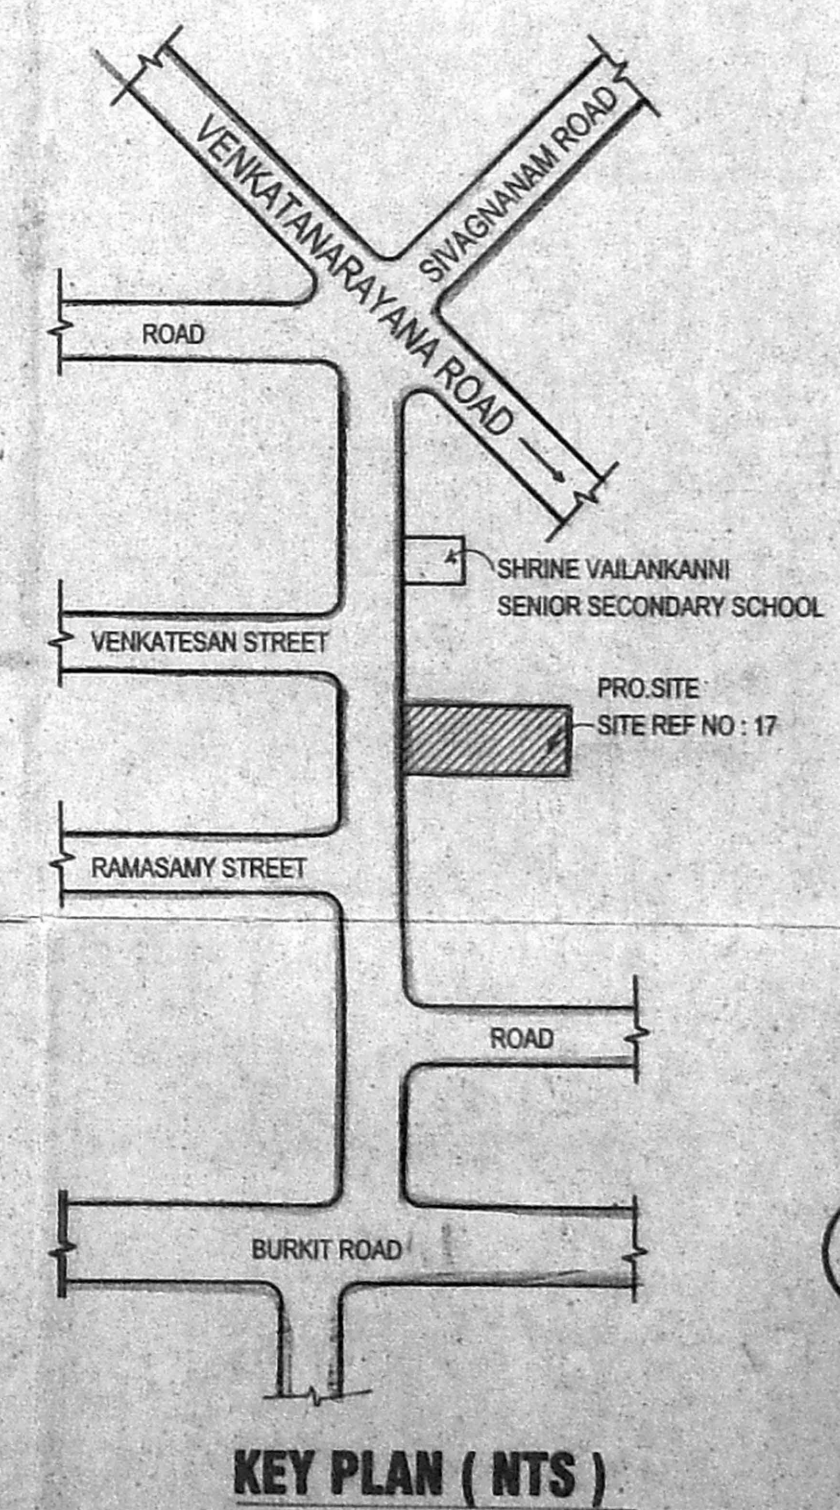 VENKATANARAYANA ROAD
SIVAGNANAM ROAD
ROAD
SHRINE VAILANKANNI
SENIOR SECONDARY SCHOOL
VENKATESAN STREET
PRO.SITE
SITE REF NO : 17
RAMASAMY STREET
ROAD
BURKIT ROAD
KEY PLAN ( NTS )